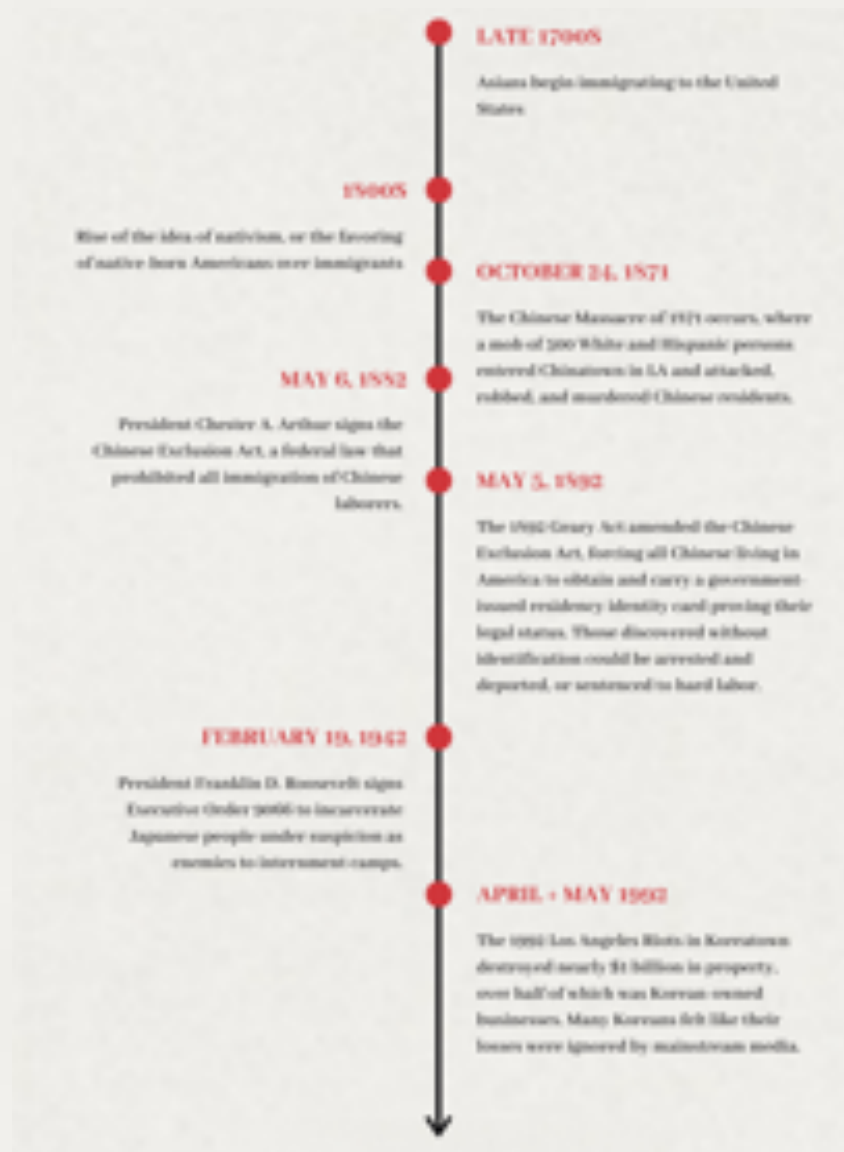 LATE 1700S
Asians begin immigrating to the United
States
1800S
Rise of the idea of nativism, or the favoring
of native-born Americans over immigrants
OCTOBER 24, 1871
The Chinese Massacre of 1871 occurs, where
a mob of 500 White and Hispanic persons
entered Chinatown in LA and attacked,
robbed, and murdered Chinese residents.
MAY 6, 1882
President Chester A. Arthur signs the
Chinese Exclusion Act, a federal law that
prohibited all immigration of Chinese
laborers.
MAY 5, 1892
The 1892 Geary Act amended the Chinese
Exclusion Act, forcing all Chinese living in
America to obtain and carry a government-
issued residency identity card proving their
legal status. Those discovered without
identification could be arrested and
deported, or sentenced to hard labor.
FEBRUARY 19, 1942
President Franklin D. Roosevelt signs
Executive Order 9066 to incarcerate
Japanese people under suspicion as
enemies to internment camps.
APRIL - MAY 1992
The 1992 Los Angeles Riots in Koreatown
destroyed nearly $1 billion in property,
over half of which was Korean-owned
businesses. Many Koreans felt like their
losses were ignored by mainstream media.